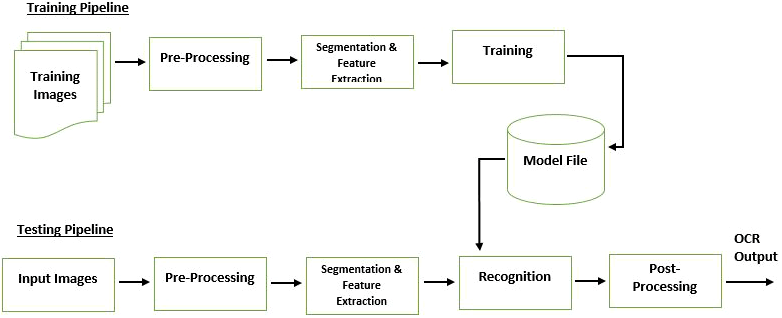 Training Pipeline
Training
Images
Pre-Processing
Segmentation &
Feature
Extraction
Training
Model File
Testing Pipeline
Input Images
Pre-Processing
Segmentation &
Feature
Extraction
Recognition
Post-
Processing
OCR
Output